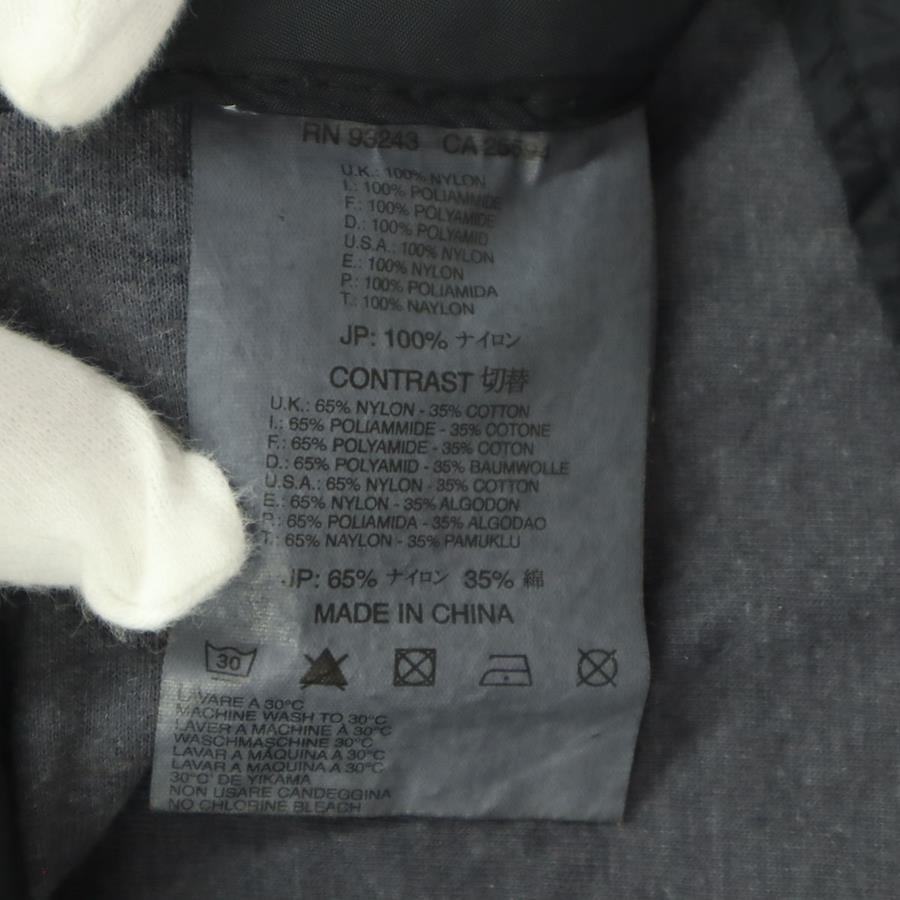 RN 93243 CA
U.K.: 100% NYLON
I.: 100% POLIAMMIDE
F.: 100% POLYAMIDE
D.: 100% POLYAMID
U.S.A.: 100% NYLON
E.: 100% NYLON
P.: 100% POLIAMIDA
T.: 100% NAYLON
JP: 100% ナイロン
CONTRAST 切替
U.K.: 65% NYLON - 35% COTTON
I.: 65% POLIAMMIDE - 35% COTONE
F.: 65% POLYAMIDE - 35% COTON
D.: 65% POLYAMID - 35% BAUMWOLLE
U.S.A.: 65% NYLON - 35% COTTON
E.: 65% NYLON - 35% ALGODON
P.: 65% POLIAMIDA - 35% ALGODAO
T.: 65% NAYLON - 35% PAMUKLU
JP: 65% ナイロン 35% 綿
MADE IN CHINA
30
LAVARE A 30°C
MACHINE WASH TO 30°C
LAVER A MACHINE À 30°C
WASCHMASCHINE 30°C
LAVAR A MÁQUINA A 30°C
LAVAR A MAQUINA A 30°C
30°C' DE YIKAMA
NON USARE CANDEGGINA
NO CHLORINE BLEACH